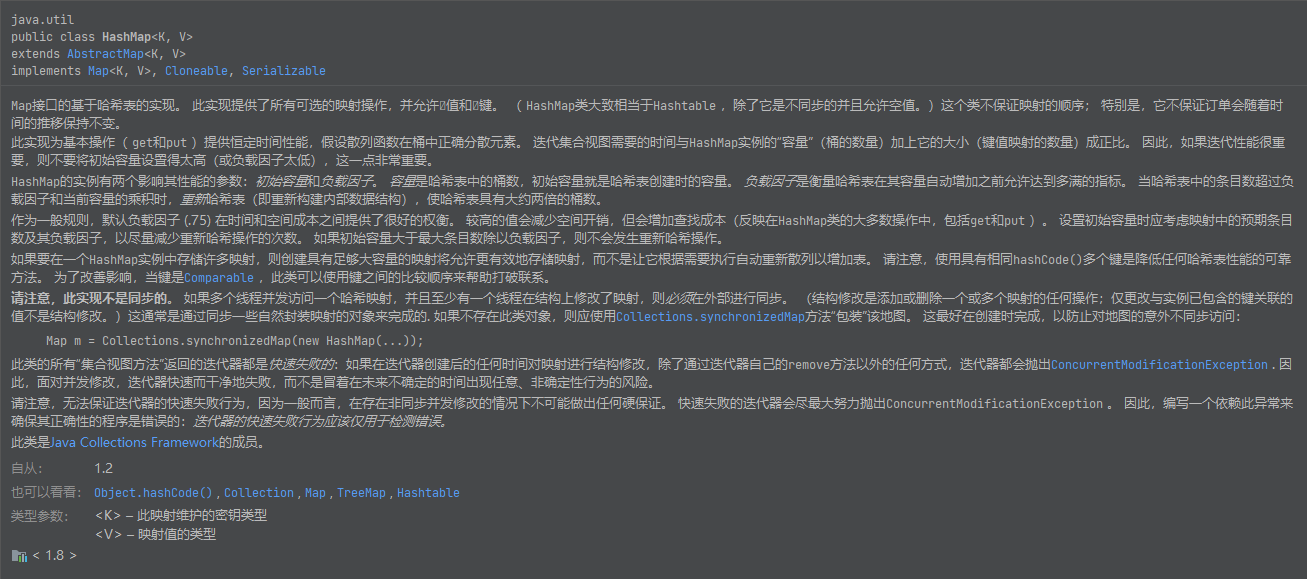 java.util
public class HashMap<K, V>
extends AbstractMap<K, V>
implements Map<K, V>, Cloneable, Serializable
Map接口的基于哈希表的实现。 此实现提供了所有可选的映射操作，并允许值和键。 （ HashMap类大致相当于Hashtable ，除了它是不同步的并且允许空值。）这个类不保证映射的顺序； 特别是，它不保证订单会随着时
间的推移保持不变。
此实现为基本操作（ get和put ）提供恒定时间性能，假设散列函数在桶中正确分散元素。 迭代集合视图需要的时间与HashMap实例的“容量”（桶的数量）加上它的大小（键值映射的数量）成正比。 因此，如果迭代性能很重
要，则不要将初始容量设置得太高（或负载因子太低），这一点非常重要。
HashMap的实例有两个影响其性能的参数：初始容量和负载因子。 容量是哈希表中的桶数，初始容量就是哈希表创建时的容量。 负载因子是衡量哈希表在其容量自动增加之前允许达到多满的指标。 当哈希表中的条目数超过负
载因子和当前容量的乘积时，重新哈希表（即重新构建内部数据结构），使哈希表具有大约两倍的桶数。
作为一般规则，默认负载因子 (.75) 在时间和空间成本之间提供了很好的权衡。 较高的值会减少空间开销，但会增加查找成本（反映在HashMap类的大多数操作中，包括get和put ）。 设置初始容量时应考虑映射中的预期条目
数及其负载因子，以尽量减少重新哈希操作的次数。 如果初始容量大于最大条目数除以负载因子，则不会发生重新哈希操作。
如果要在一个HashMap实例中存储许多映射，则创建具有足够大容量的映射将允许更有效地存储映射，而不是让它根据需要执行自动重新散列以增加表。 请注意，使用具有相同hashCode()多个键是降低任何哈希表性能的可靠
方法。 为了改善影响，当键是Comparable ，此类可以使用键之间的比较顺序来帮助打破联系。
请注意，此实现不是同步的。 如果多个线程并发访问一个哈希映射，并且至少有一个线程在结构上修改了映射，则必须在外部进行同步。 （结构修改是添加或删除一个或多个映射的任何操作；仅更改与实例已包含的键关联的
值不是结构修改。）这通常是通过同步一些自然封装映射的对象来完成的. 如果不存在此类对象，则应使用Collections.synchronizedMap方法“包装”该地图。 这最好在创建时完成，以防止对地图的意外不同步访问：
Map m = Collections.synchronizedMap(new HashMap(...));
此类的所有“集合视图方法”返回的迭代器都是快速失败的：如果在迭代器创建后的任何时间对映射进行结构修改，除了通过迭代器自己的remove方法以外的任何方式，迭代器都会抛出ConcurrentModificationException . 因
此，面对并发修改，迭代器快速而干净地失败，而不是冒着在未来不确定的时间出现任意、非确定性行为的风险。
请注意，无法保证迭代器的快速失败行为，因为一般而言，在存在非同步并发修改的情况下不可能做出任何硬保证。 快速失败的迭代器会尽最大努力抛出ConcurrentModificationException 。 因此，编写一个依赖此异常来
确保其正确性的程序是错误的：迭代器的快速失败行为应该仅用于检测错误。
此类是Java Collections Framework的成员。
自从： 1.2
也可以看看： Object.hashCode() , Collection , Map , TreeMap , Hashtable
类型参数： <K> – 此映射维护的密钥类型
<V> – 映射值的类型
< 1.8 >